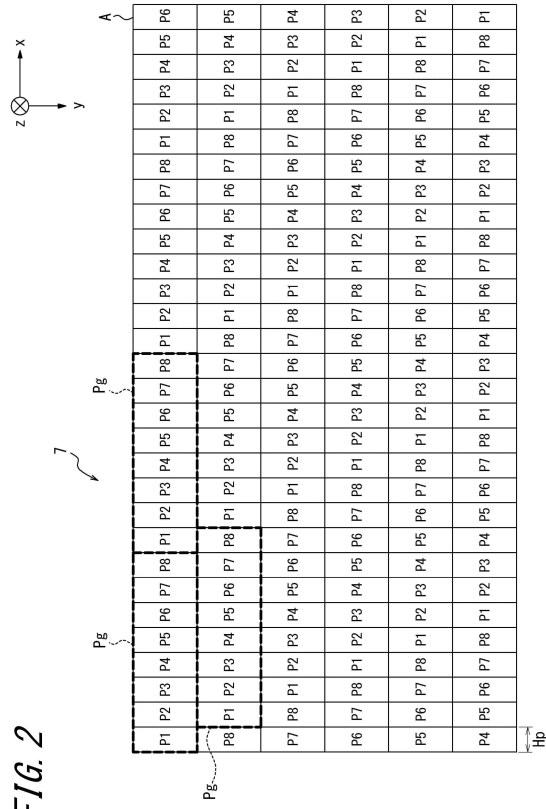 FIG. 2
7
z x
y
Pg Pg
A
P1 P2 P3 P4 P5 P6 P7 P8 P1 P2 P3 P4 P5 P6 P7 P8 P1 P2 P3 P4 P5 P6 P7 P8 P1 P2 P3 P4 P5 P6
P8 P1 P2 P3 P4 P5 P6 P7 P8 P1 P2 P3 P4 P5 P6 P7 P8 P1 P2 P3 P4 P5 P6 P7 P8 P1 P2 P3 P4 P5
P7 P8 P1 P2 P3 P4 P5 P6 P7 P8 P1 P2 P3 P4 P5 P6 P7 P8 P1 P2 P3 P4 P5 P6 P7 P8 P1 P2 P3 P4
P6 P7 P8 P1 P2 P3 P4 P5 P6 P7 P8 P1 P2 P3 P4 P5 P6 P7 P8 P1 P2 P3 P4 P5 P6 P7 P8 P1 P2 P3
P5 P6 P7 P8 P1 P2 P3 P4 P5 P6 P7 P8 P1 P2 P3 P4 P5 P6 P7 P8 P1 P2 P3 P4 P5 P6 P7 P8 P1 P2
P4 P5 P6 P7 P8 P1 P2 P3 P4 P5 P6 P7 P8 P1 P2 P3 P4 P5 P6 P7 P8 P1 P2 P3 P4 P5 P6 P7 P8 P1
Pg
Hp